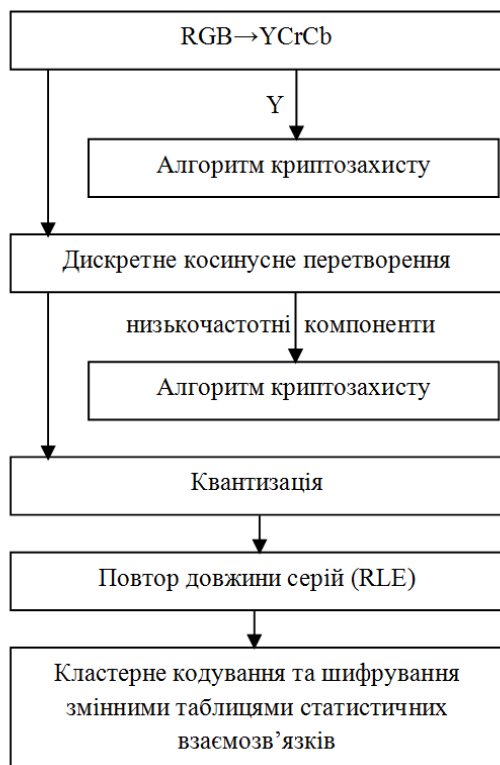 RGB→YCrCb
Y
Алгоритм криптозахисту
Дискретне косинусне перетворення
низькочастотні компоненти
Алгоритм криптозахисту
Квантизація
Повтор довжини серій (RLE)
Кластерне кодування та шифрування
змінними таблицями статистичних
взаємозв’язків